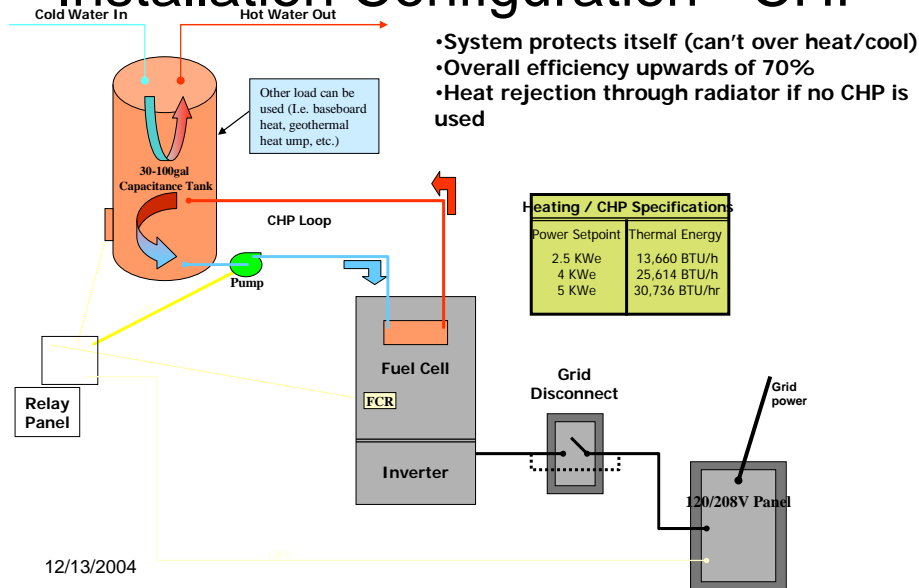 Installation Configuration - CHP
Cold Water In
Hot Water Out
•System protects itself (can't over heat/cool)
•Overall efficiency upwards of 70%
•Heat rejection through radiator if no CHP is
used
Other load can be
used (I.e. baseboard
heat, geothermal
heat ump, etc.)
30-100gal
Capacitance Tank
CHP Loop
Pump
Heating / CHP Specifications
Power Setpoint Thermal Energy
2.5 KWe 13,660 BTU/h
4 KWe 25,614 BTU/h
5 KWe 30,736 BTU/hr
Fuel Cell
FCR
Inverter
Relay
Panel
Grid
Disconnect
Grid
power
120/208V Panel
12/13/2004